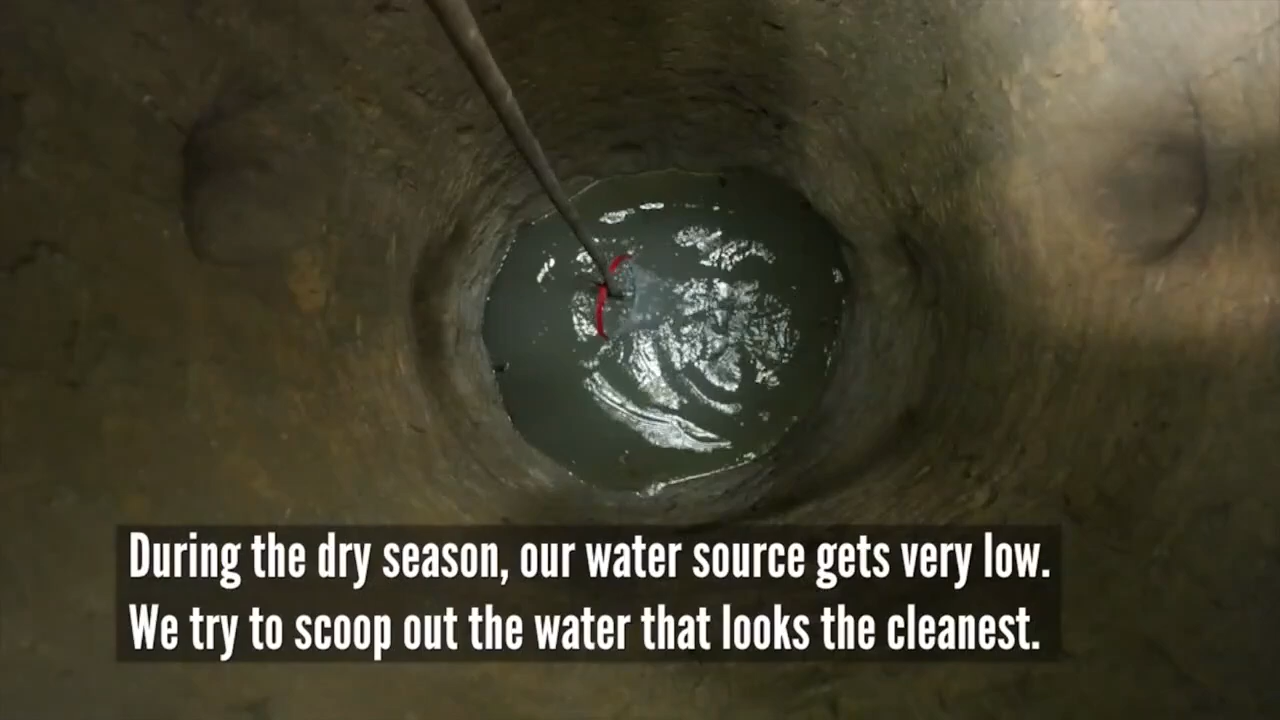 During the dry season, our water source gets very low.
We try to scoop out the water that looks the cleanest.